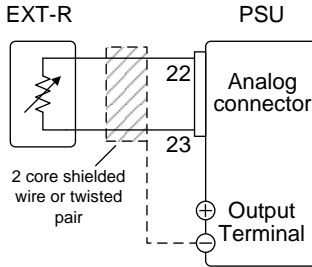 EXT-R
PSU
22
Analog
connector
23
2 core shielded
wire or twisted
pair
Output
Terminal